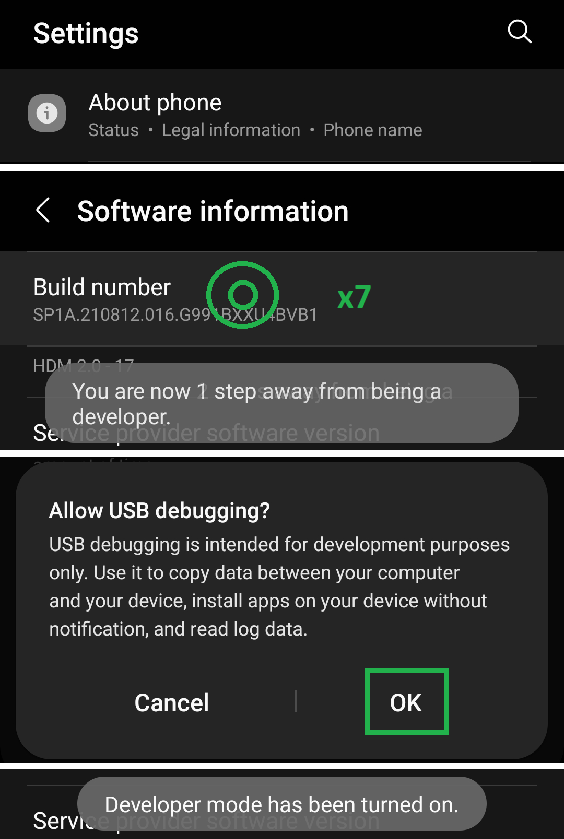 Settings
About phone
Status • Legal information • Phone name
Software information
Build number
SP1A.210812.016.G991BXXU4BVB1
x7
HDM 2.0 - 17
You are now 1 step away from being a
developer.
Service provider software version
Allow USB debugging?
USB debugging is intended for development purposes
only. Use it to copy data between your computer
and your device, install apps on your device without
notification, and read log data.
Cancel
OK
Developer mode has been turned on.
Service provider software version